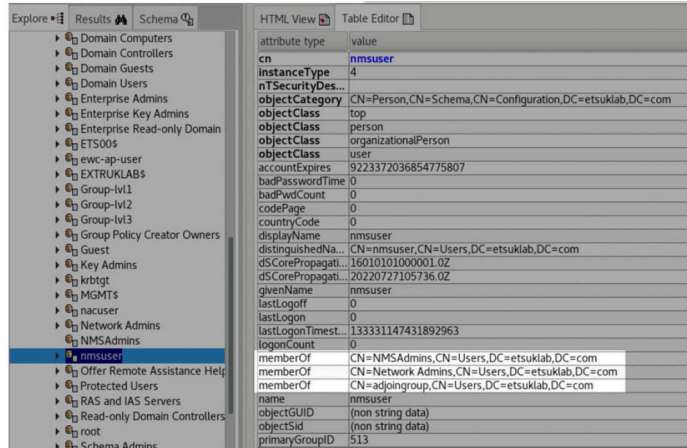 Explore Results Schema
Domain Computers
Domain Controllers
Domain Guests
Domain Users
Enterprise Admins
Enterprise Key Admins
Enterprise Read-only Domain
ETS00$
ewc-ap-user
EXTRUKLAB$
Group-lvl1
Group-lvl2
Group-lvl3
Group Policy Creator Owners
Guest
Key Admins
krbtgt
MGMT$
nacuser
Network Admins
NMSAdmins
nmsuser
Offer Remote Assistance Help
Protected Users
RAS and IAS Servers
Read-only Domain Controllers
root
Schema Admins
HTML View Table Editor
attribute type value
cn nmsuser
instanceType 4
nTSecurityDes...
objectCategory CN=Person,CN=Schema,CN=Configuration,DC=etsuklab,DC=com
objectClass top
objectClass person
objectClass organizationalPerson
objectClass user
accountExpires 9223372036854775807
badPasswordTime 0
badPwdCount 0
codePage 0
countryCode 0
displayName nmsuser
distinguishedNa... CN=nmsuser,CN=Users,DC=etsuklab,DC=com
dSCorePropagati... 16010101000001.0Z
dSCorePropagati... 20220727105736.0Z
givenName nmsuser
lastLogoff 0
lastLogon 0
lastLogonTimest... 133331147431892963
logonCount 0
memberOf CN=NMSAdmins,CN=Users,DC=etsuklab,DC=com
memberOf CN=Network Admins,CN=Users,DC=etsuklab,DC=com
memberOf CN=adjoingroup,CN=Users,DC=etsuklab,DC=com
name nmsuser
objectGUID (non string data)
objectSid (non string data)
primaryGroupID 513